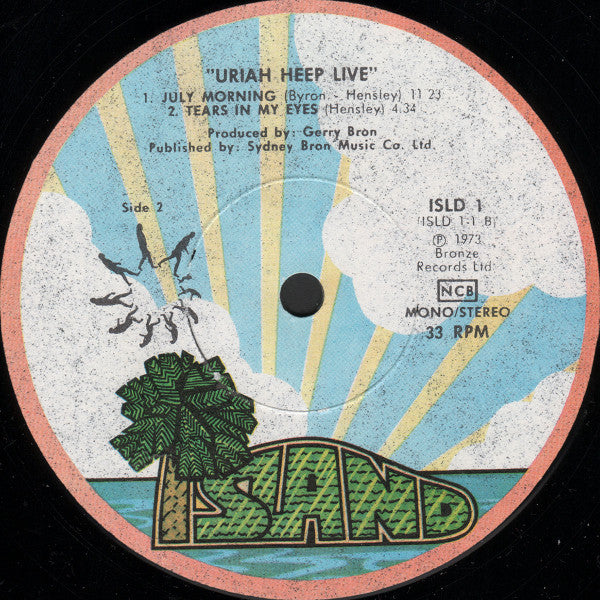 "URIAH HEEP LIVE"
1. JULY MORNING (Byron - Hensley) 11 23
2. TEARS IN MY EYES (Hensley) 4.34
Produced by: Gerry Bron
Published by: Sydney Bron Music Co. Ltd.
Side 2
ISLD 1
(ISLD 1-1 B)
Ⓟ 1973
Bronze
Records Ltd
NCB
MONO/STEREO
33 RPM
ISLAND